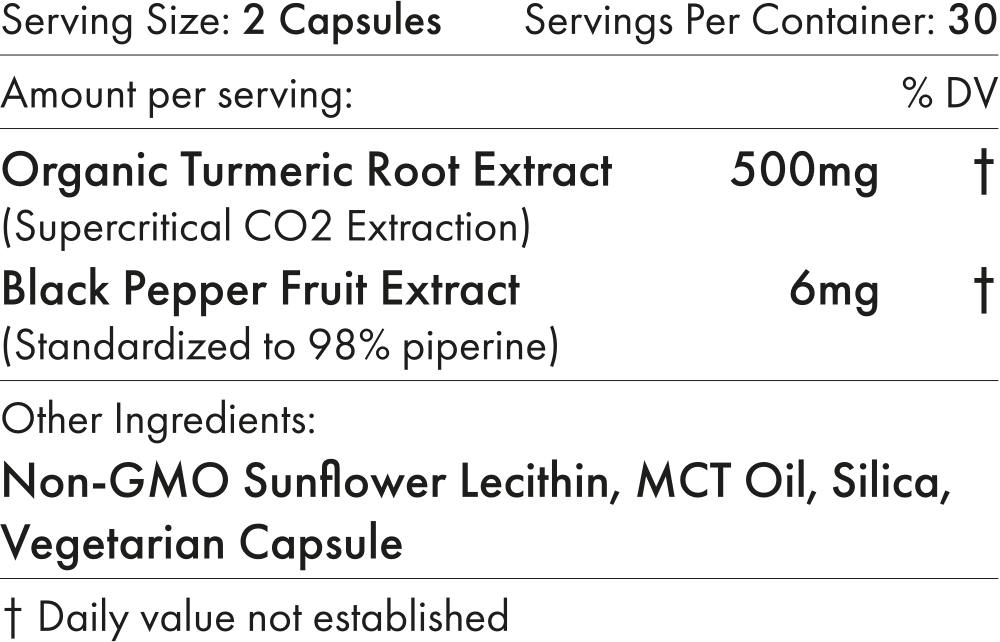 Serving Size: 2 Capsules Servings Per Container: 30
Amount per serving: % DV
Organic Turmeric Root Extract 500mg †
(Supercritical CO2 Extraction)
Black Pepper Fruit Extract 6mg †
(Standardized to 98% piperine)
Other Ingredients:
Non-GMO Sunflower Lecithin, MCT Oil, Silica,
Vegetarian Capsule
† Daily value not established